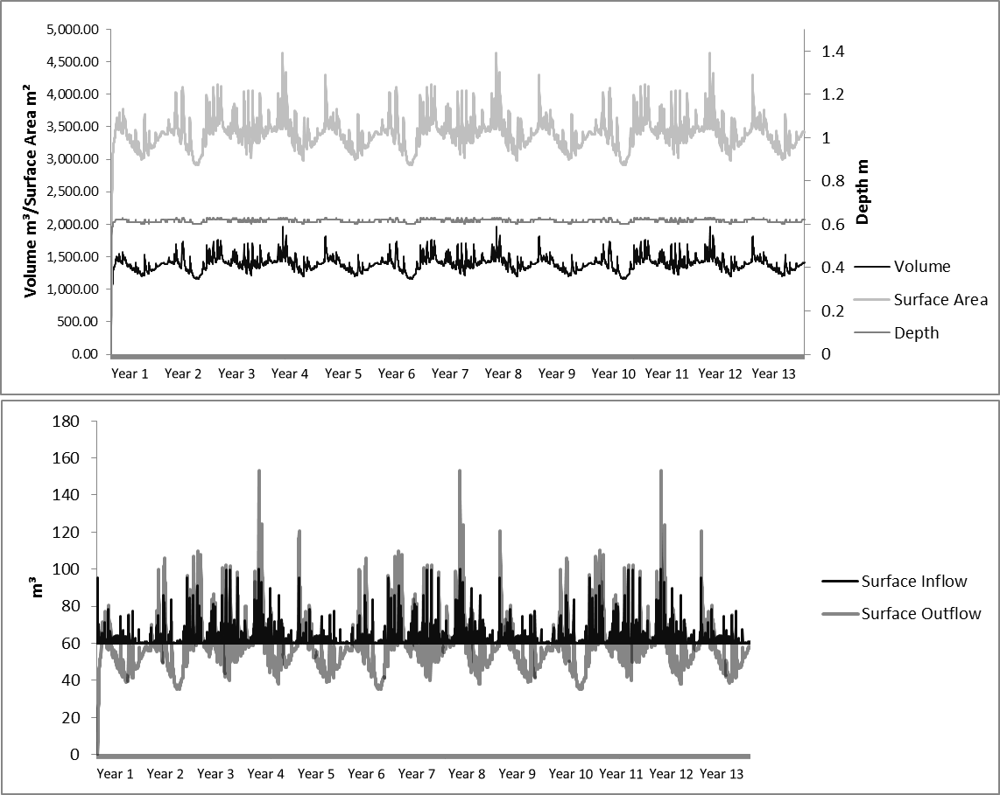 Volume m³/Surface Area m²
5,000.00
4,500.00
4,000.00
3,500.00
3,000.00
2,500.00
2,000.00
1,500.00
1,000.00
500.00
0.00
1.4
1.2
1
0.8
0.6
0.4
0.2
0
Depth m
Volume
Surface Area
Depth
Year 1 Year 2 Year 3 Year 4 Year 5 Year 6 Year 7 Year 8 Year 9 Year 10 Year 11 Year 12 Year 13
m³
180
160
140
120
100
80
60
40
20
0
Surface Inflow
Surface Outflow
Year 1 Year 2 Year 3 Year 4 Year 5 Year 6 Year 7 Year 8 Year 9 Year 10 Year 11 Year 12 Year 13